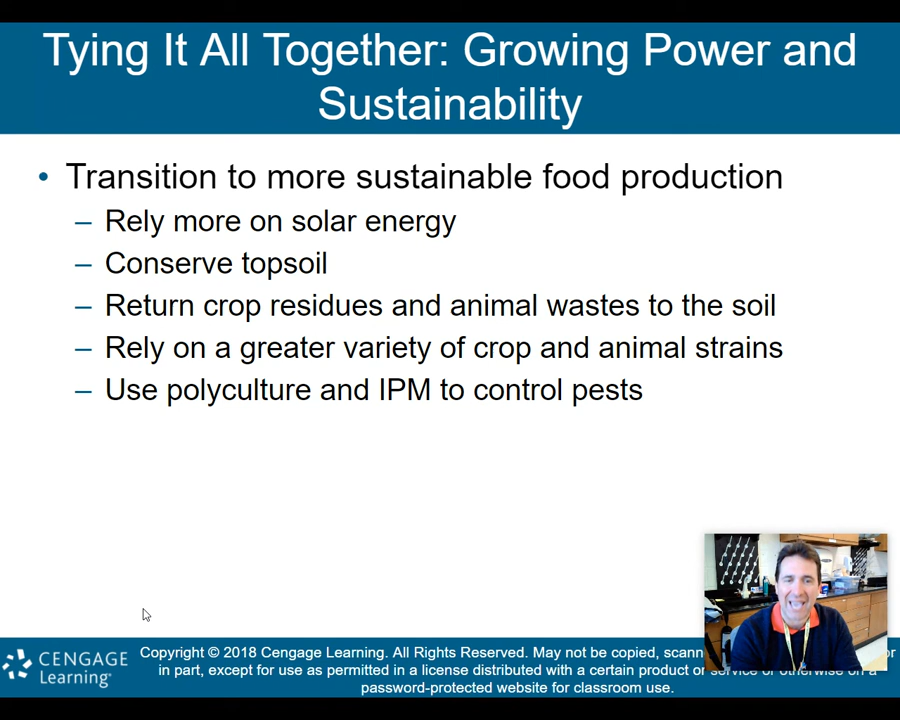 Tying It All Together: Growing Power and
Sustainability
• Transition to more sustainable food production
– Rely more on solar energy
– Conserve topsoil
– Return crop residues and animal wastes to the soil
– Rely on a greater variety of crop and animal strains
– Use polyculture and IPM to control pests
CENGAGE
Learning
Copyright © 2018 Cengage Learning. All Rights Reserved. May not be copied,
in part, except for use as permitted in a license distributed with a certain product or service or otherwise on a
password-protected website for classroom use.